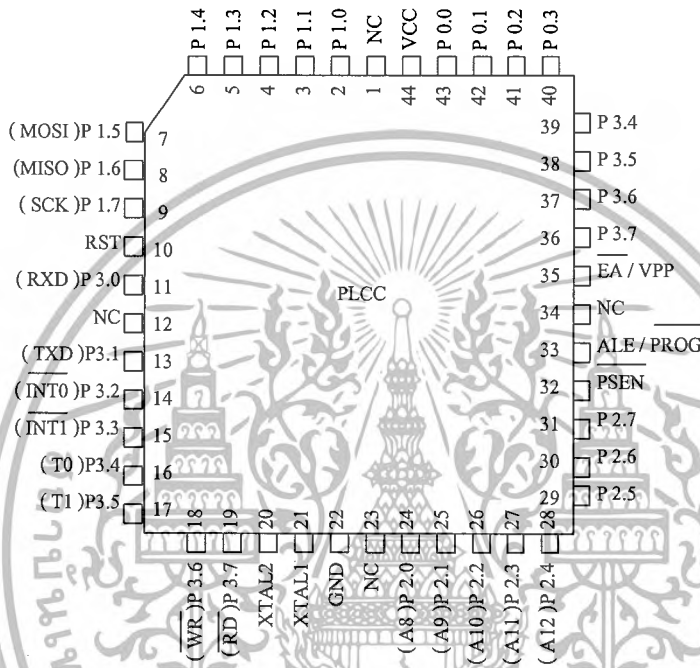 P 1.4
P 1.3
P 1.2
P 1.1
P 1.0
NC
VCC
P 0.0
P 0.1
P 0.2
P 0.3
6
5
4
3
2
1
44
43
42
41
40
( MOSI )P 1.5
7
(MISO )P 1.6
8
( SCK )P 1.7
9
RST
10
(RXD )P 3.0
11
NC
12
( TXD )P3.1
13
( INT0 )P 3.2
14
( INT1 )P 3.3
15
( T0 )P3.4
16
( T1 )P3.5
17
PLCC
39
P 3.4
38
P 3.5
37
P 3.6
36
P 3.7
35
EA / VPP
34
NC
33
ALE / PROG
32
PSEN
31
P 2.7
30
P 2.6
29
P 2.5
18
19
20
21
22
23
24
25
26
27
28
( WR )P 3.6
( RD )P 3.7
XTAL2
XTAL1
GND
NC
( A8 )P 2.0
( A9 )P 2.1
( A10 )P 2.2
( A11 )P 2.3
( A12 )P 2.4